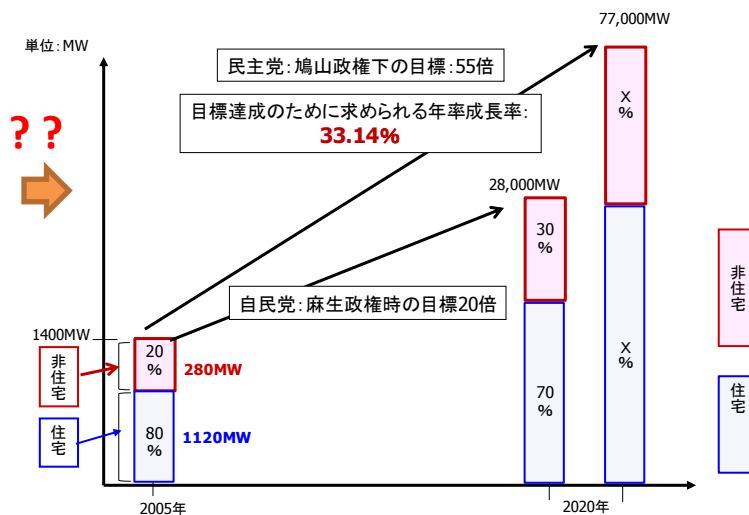 77,000MW
単位：MW
民主党：鳩山政権下の目標：55倍
目標達成のために求められる年率成長率：
33.14%
？？
X
%
28,000MW
30
%
自民党：麻生政権時の目標20倍
1400MW
20
%
280MW
非住宅
X
%
70
%
80
%
1120MW
住宅
非住宅
住宅
2005年
2020年